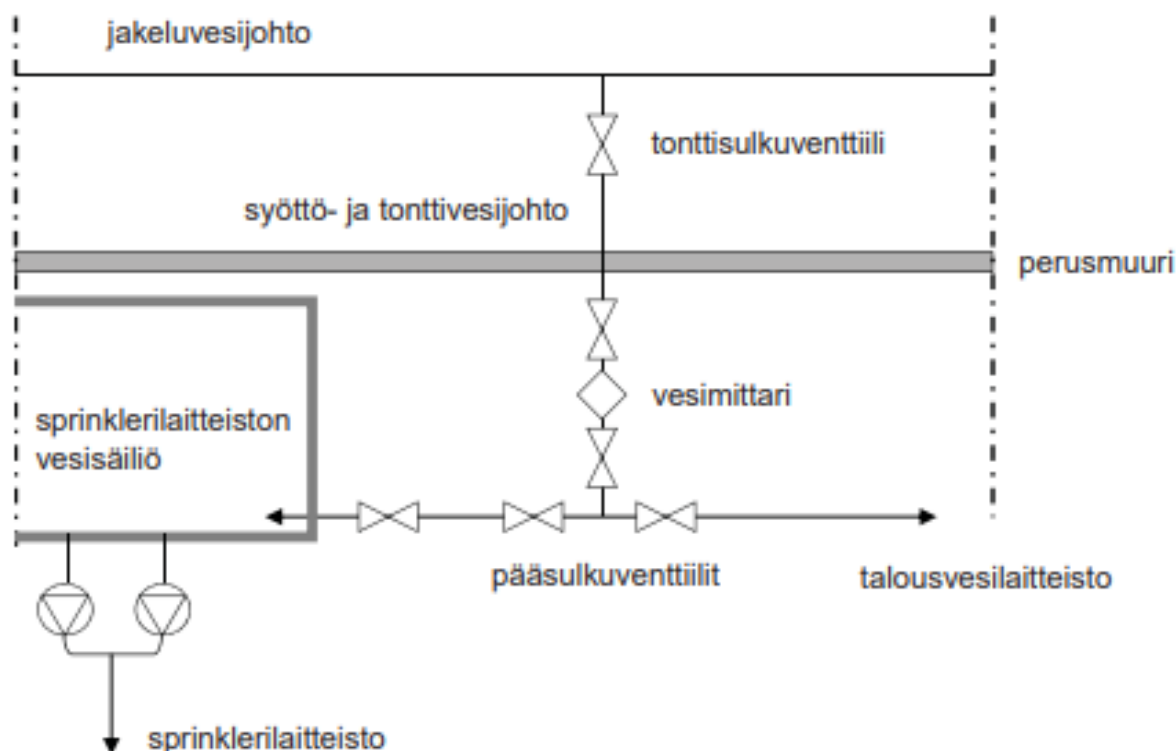 jakeluvesijohto
tonttisulkuventtiili
syöttö- ja tonttivesijohto
perusmuuri
vesimittari
sprinklerilaitteiston
vesisäiliö
pääsulkuventtiilit
talousvesilaitteisto
sprinklerilaitteisto